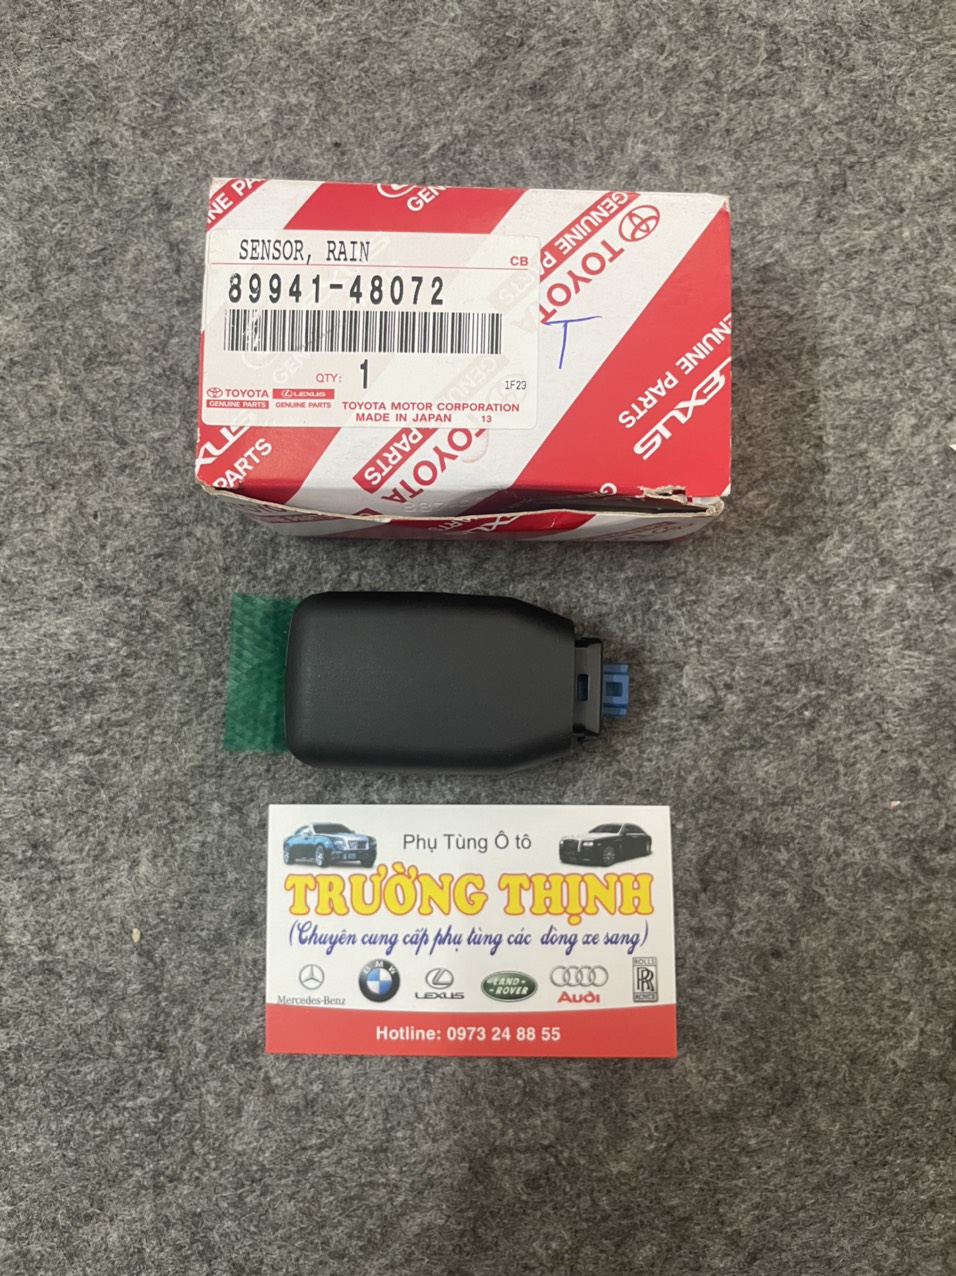 SENSOR, RAIN
CB
89941-48072
QTY: 1
1F23
TOYOTA
GENUINE PARTS
LEXUS
GENUINE PARTS
TOYOTA MOTOR CORPORATION
MADE IN JAPAN 13
TOYOTA
GENUINE PARTS
T
LEXUS
GENUINE PARTS
TOYOTA
PARTS
PARTS
LEXUS
Phụ Tùng Ô tô
TRƯỜNG THỊNH
(Chuyên cung cấp phụ tùng các dòng xe sang)
BMW
ROLLS
RR
ROYCE
LAND-
ROVER
Mercedes-Benz
LEXUS
Audi
Hotline: 0973 24 88 55